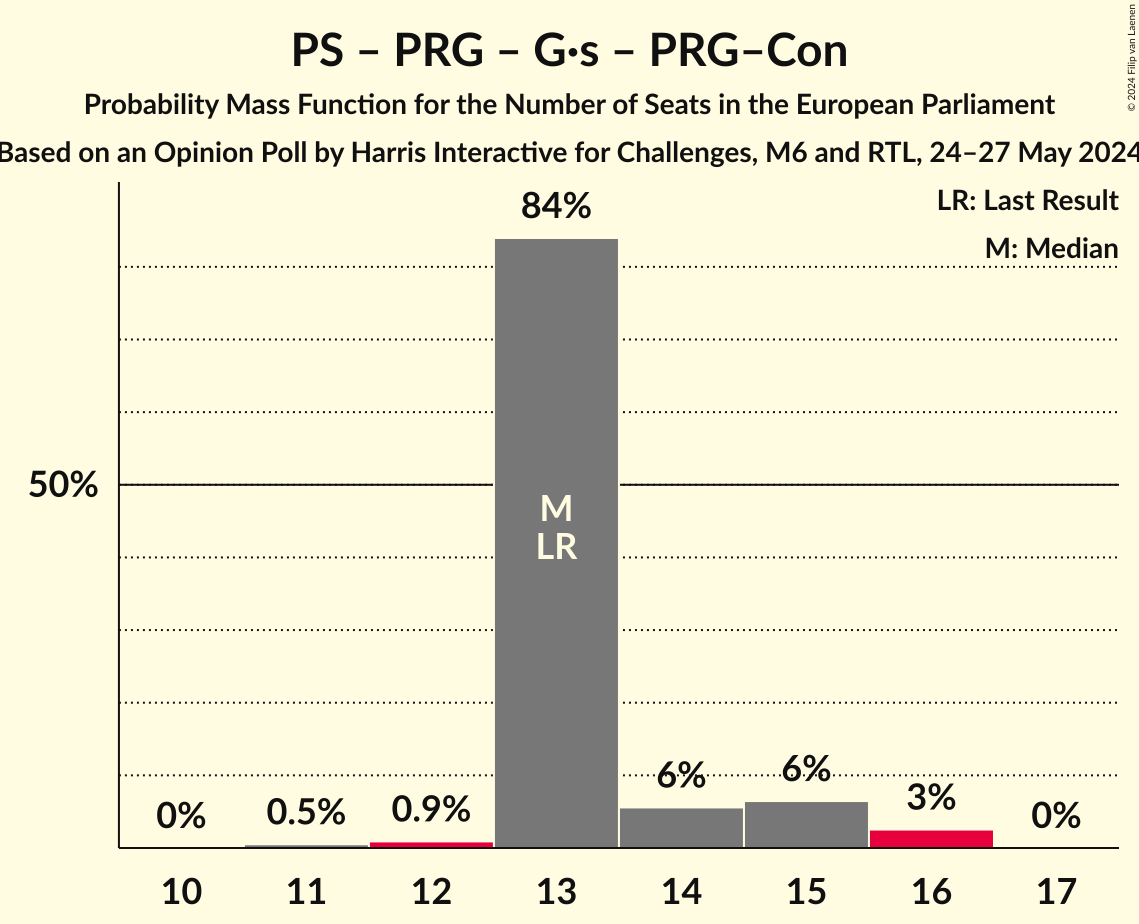 PS – PRG – G•s – PRG–Con
Probability Mass Function for the Number of Seats in the European Parliament
Based on an Opinion Poll by Harris Interactive for Challenges, M6 and RTL, 24–27 May 2024
© 2024 Filip van Laenen
LR: Last Result
M: Median
84%
50%
M
LR
0%
0.5%
0.9%
6%
6%
3%
0%
10
11
12
13
14
15
16
17